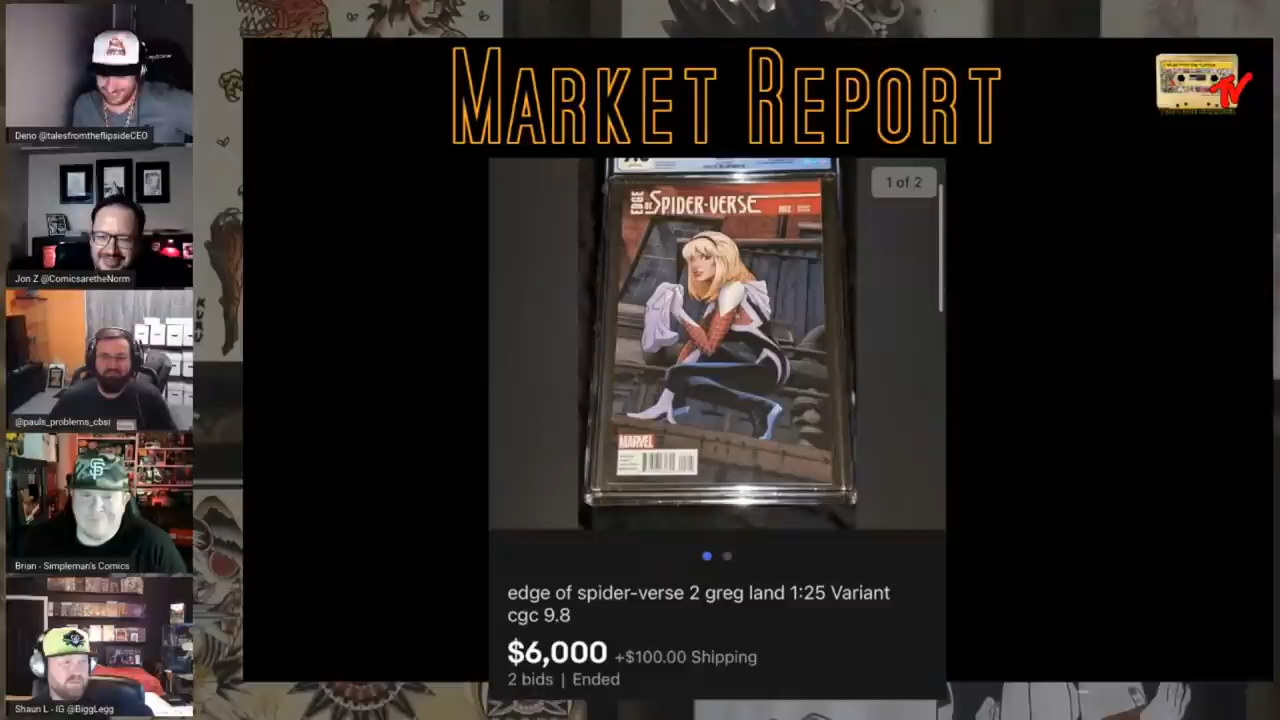 MARKET REPORT
TV
Deno @talesfromtheflipsideCEO
Jon Z @ComicsaretheNorm
@pauls_problems_cbsi
Brian - Simpleman's Comics
Shaun L - IG @BiggLegg
1 of 2
EDGE OF SPIDER-VERSE
MARVEL
edge of spider-verse 2 greg land 1:25 Variant
cgc 9.8
$6,000 +$100.00 Shipping
2 bids | Ended